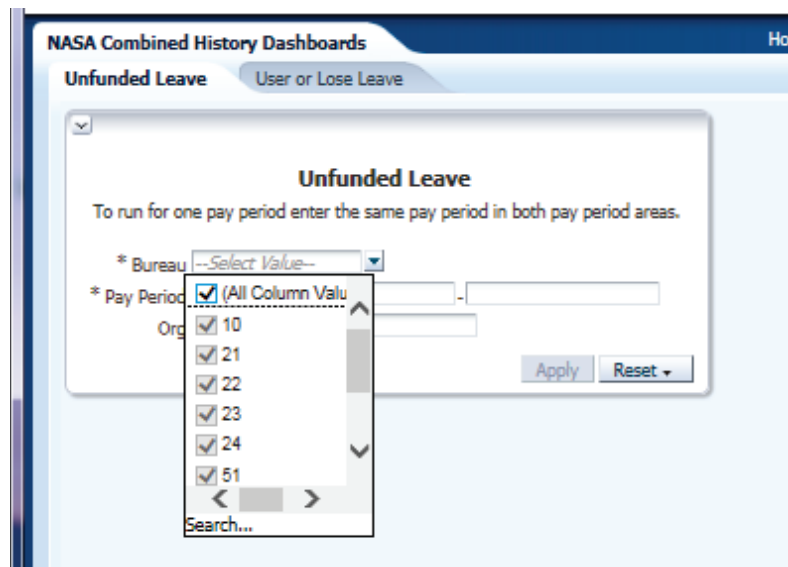 NASA Combined History Dashboards
Ho
Unfunded Leave
User or Lose Leave
Unfunded Leave
To run for one pay period enter the same pay period in both pay period areas.
* Bureau --Select Value--
* Pay Period (All Column Valu -
Org 10
21
22
23
24
51
Search...
Apply Reset